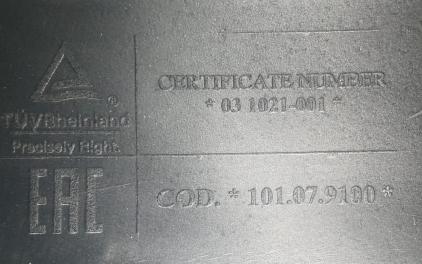 CERTIFICATE NUMBER
* 03 1021-001 *
®
TÜVRheinland
Precisely Right.
EAC
COD. * 101.07.9100 *